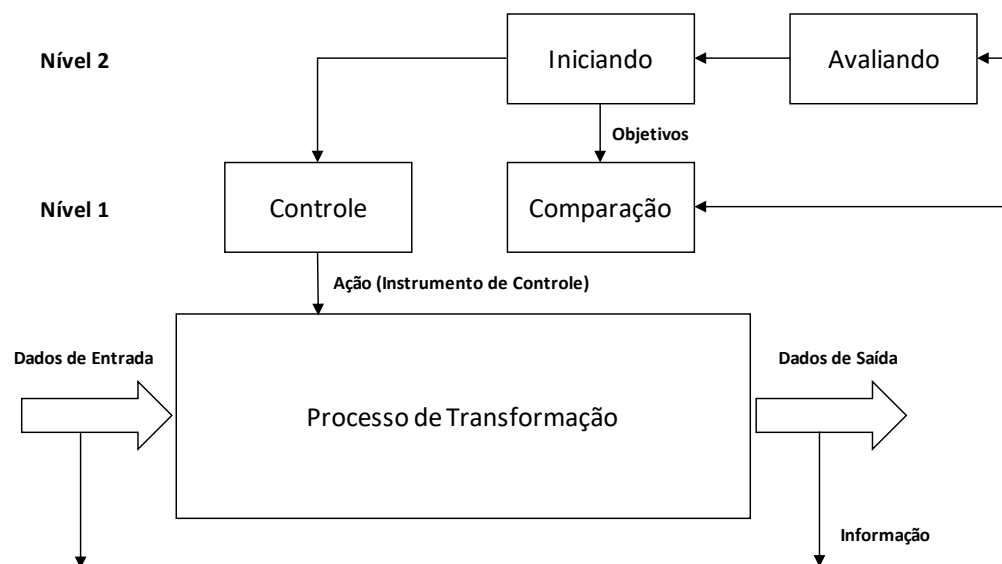 Nível 2
Iniciando
Avaliando
Objetivos
Nível 1
Controle
Comparação
Ação (Instrumento de Controle)
Dados de Entrada
Dados de Saída
Processo de Transformação
Informação